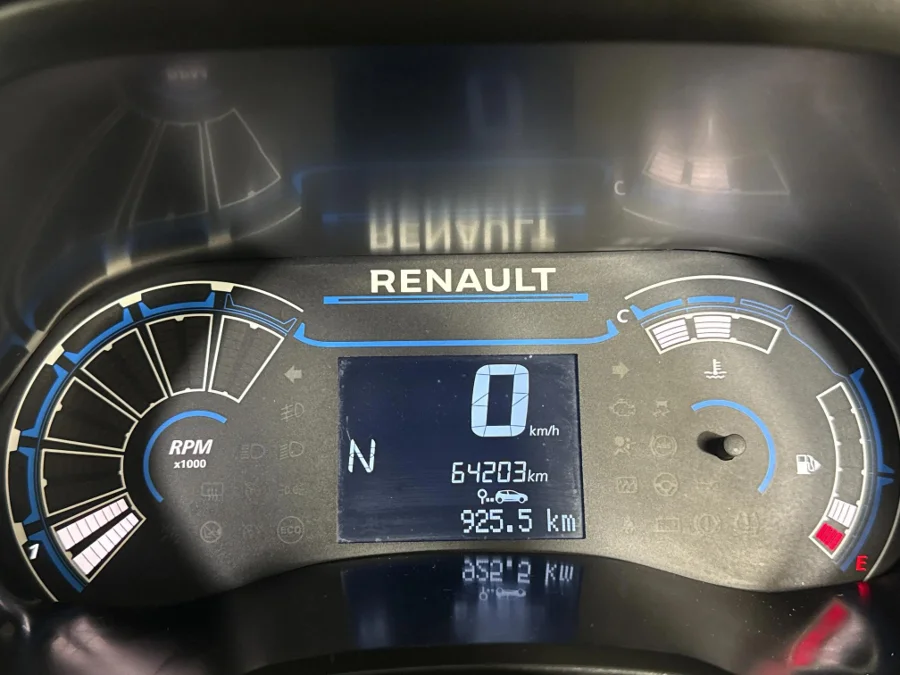 RENAULT
C
0 km/h
RPM
x1000
N
64203km
925.5 km
ECO
1
E